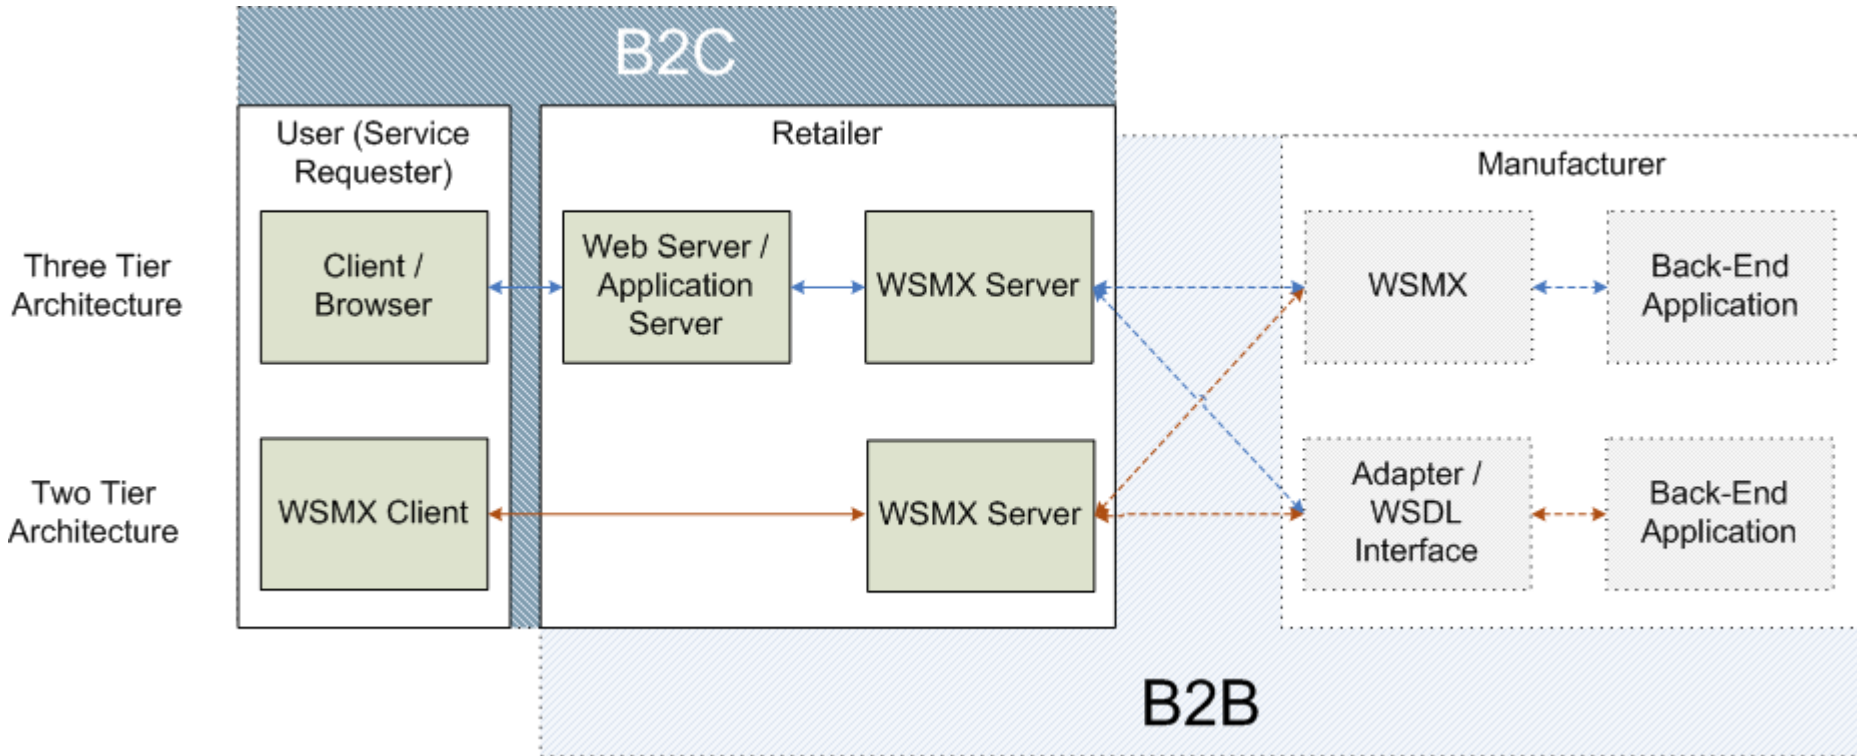 B2C
User (Service
Requester)
Retailer
Manufacturer
Three Tier
Architecture
Client /
Browser
Web Server /
Application
Server
WSMX Server
WSMX
Back-End
Application
Two Tier
Architecture
WSMX Client
WSMX Server
Adapter /
WSDL
Interface
Back-End
Application
B2B